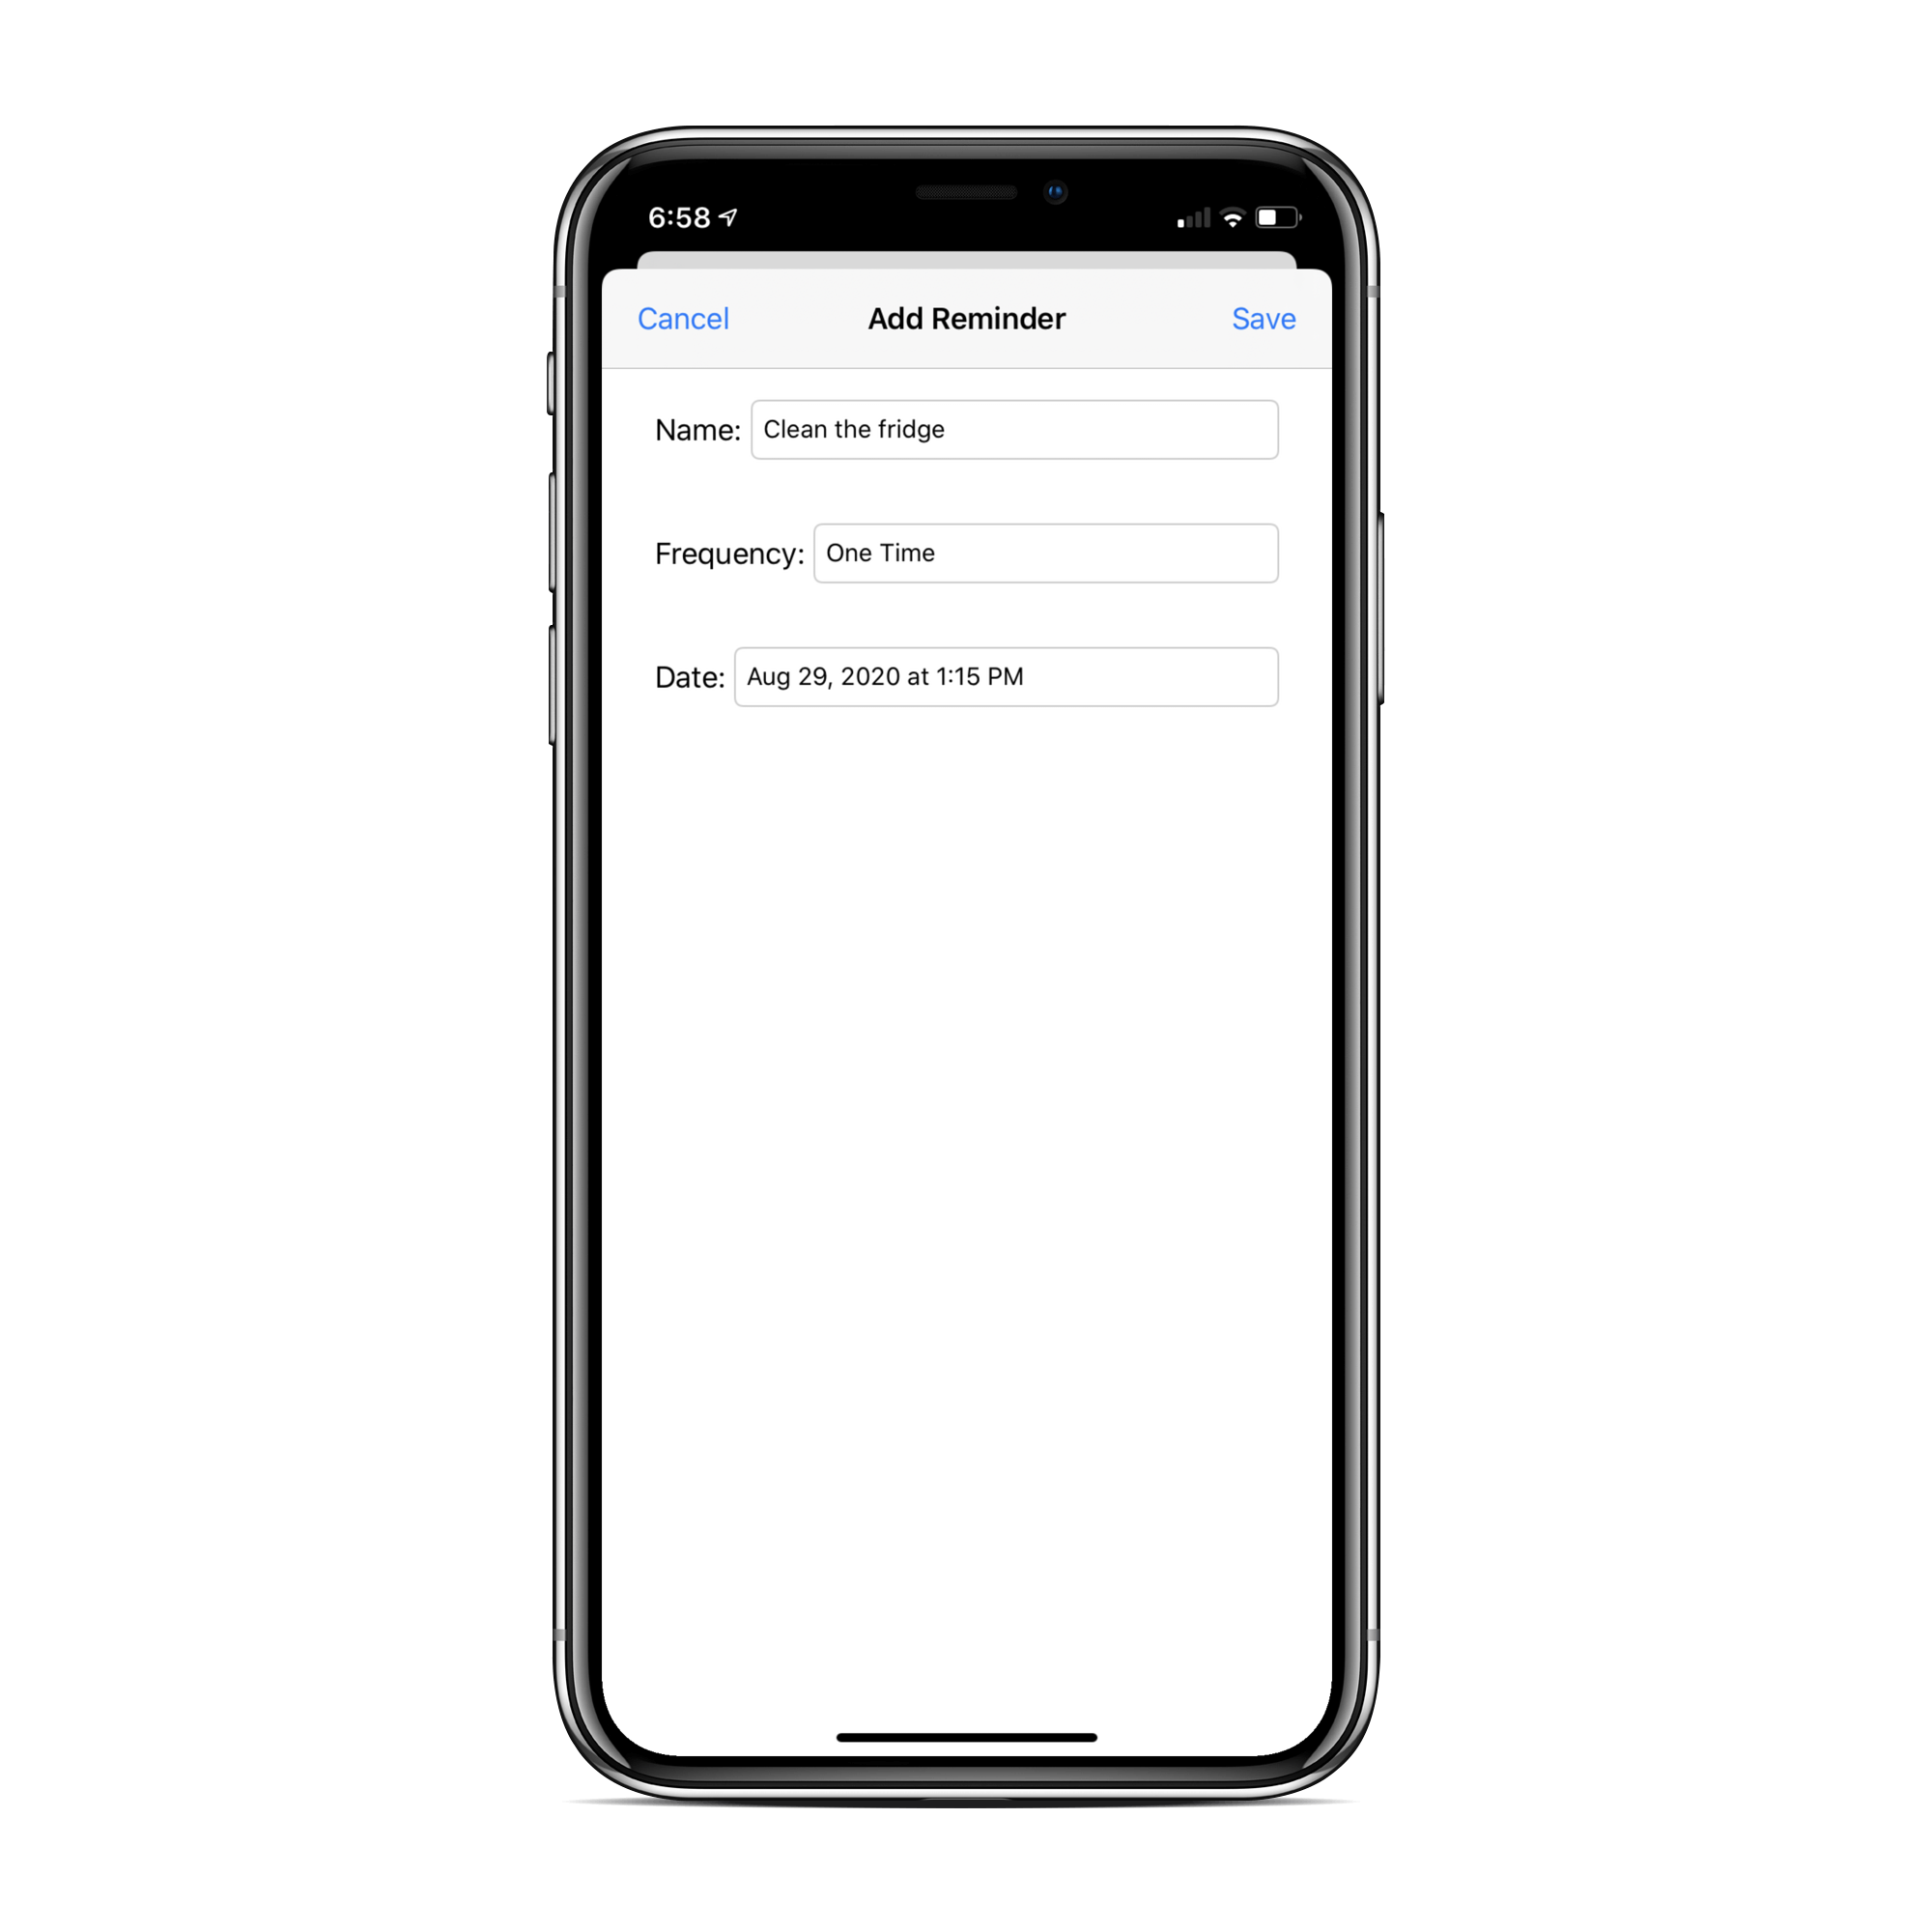 6:58
Cancel Add Reminder Save
Name: Clean the fridge
Frequency: One Time
Date: Aug 29, 2020 at 1:15 PM